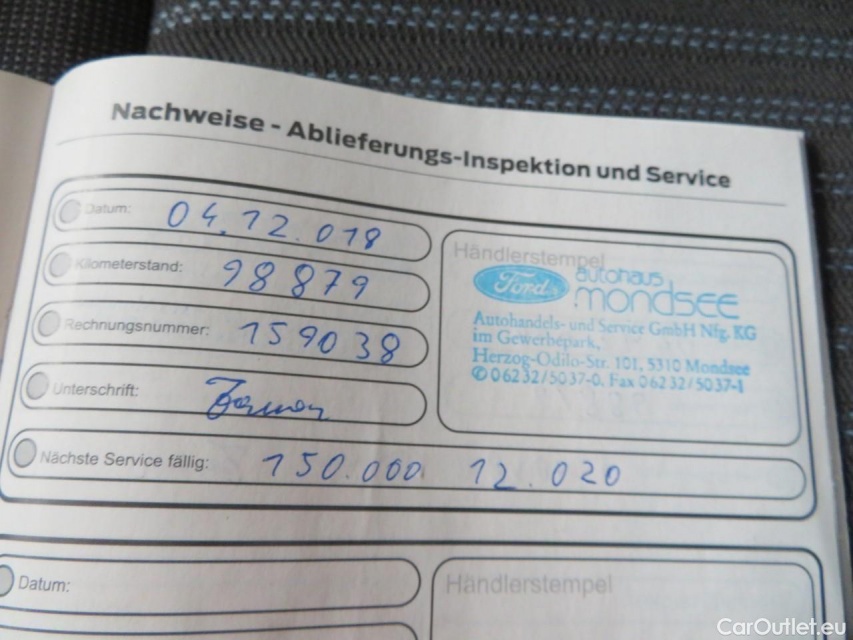 Nachweise - Ablieferungs-Inspektion und Service
Datum: 04.12.018
Kilometerstand: 98879
Rechnungsnummer: 159038
Unterschrift:
Nächste Service fällig: 150.000 12.020
Händlerstempel
Ford autohaus
mondsee
Autohandels- und Service GmbH Nfg. KG
im Gewerbepark,
Herzog-Odilo-Str. 101, 5310 Mondsee
✆06232/5037-0. Fax 06232/5037-1
Datum:
Händlerstempel
CarOutlet.eu